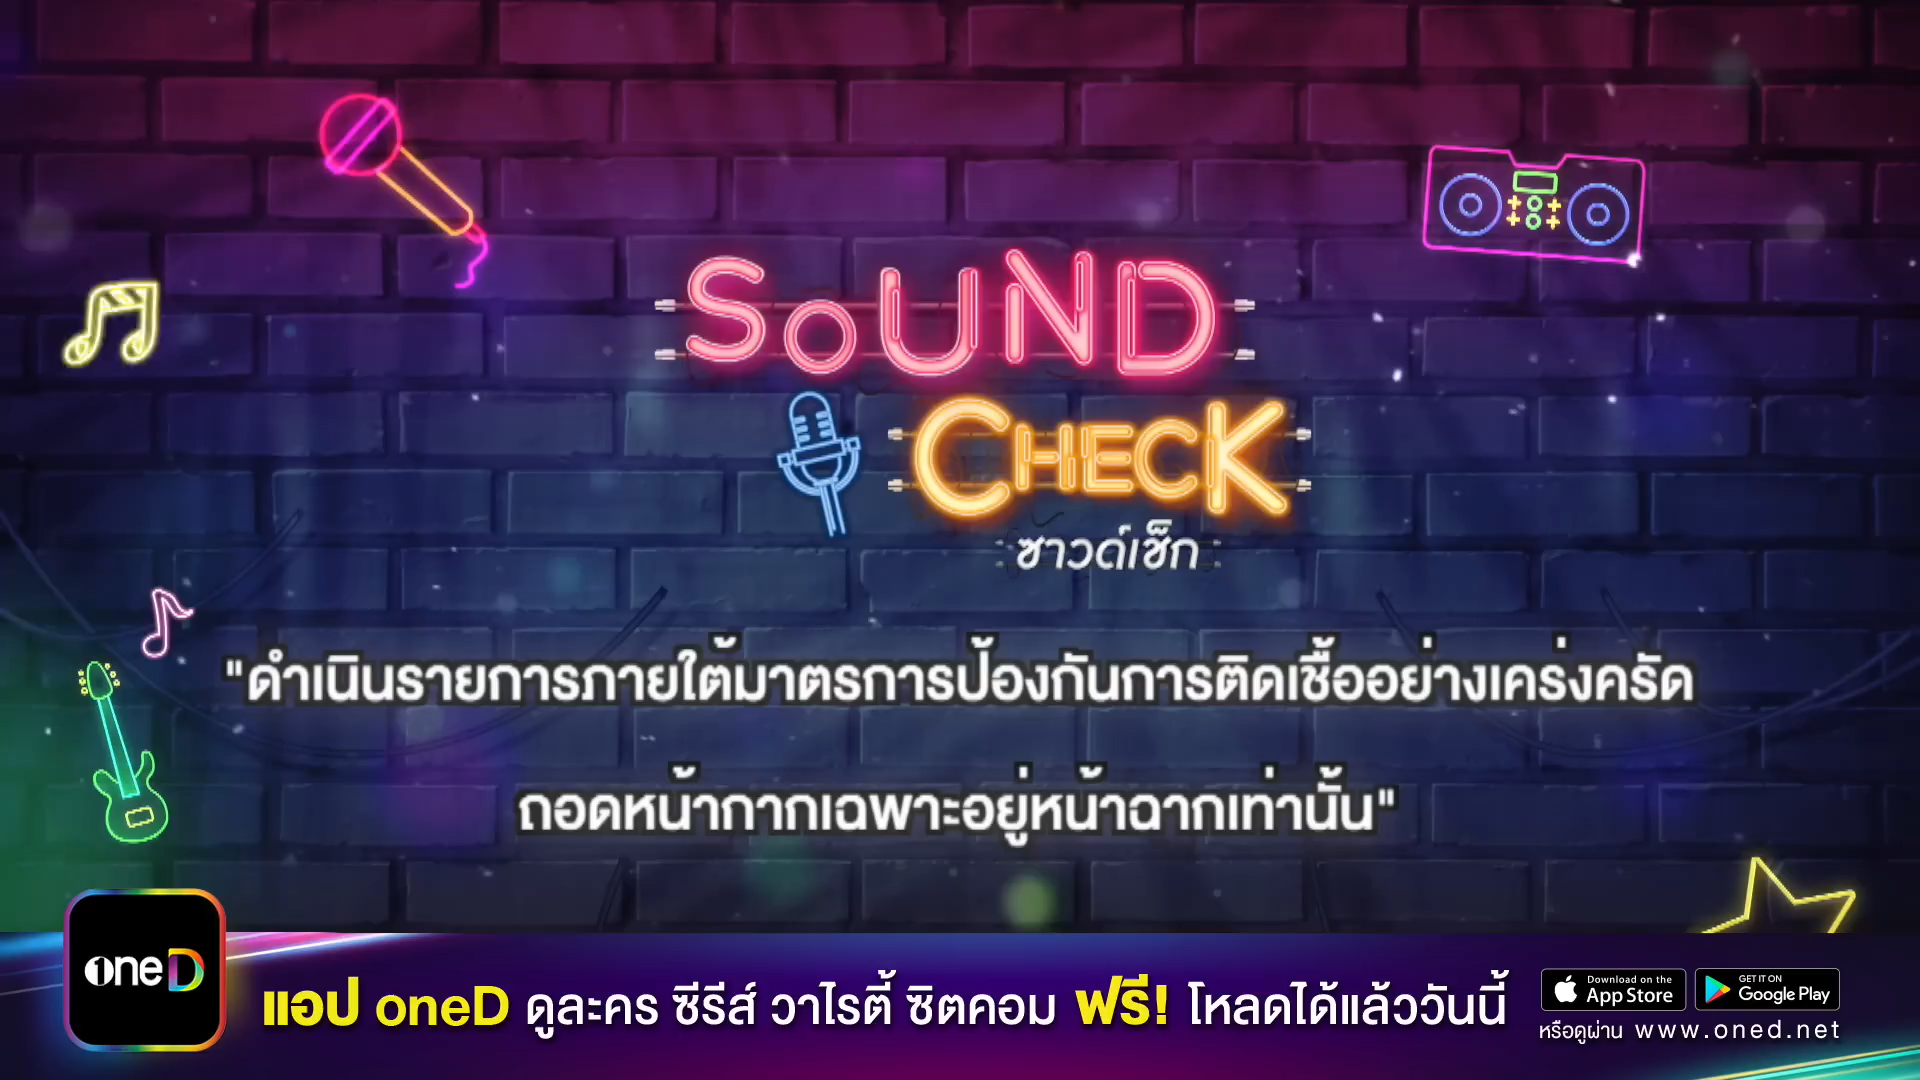 SOUND
CHECK
ซาวด์เช็ก
"ดำเนินรายการภายใต้มาตรการป้องกันการติดเชื้ออย่างเคร่งครัด
ถอดหน้ากากเฉพาะอยู่หน้าฉากเท่านั้น"
oneD
แอป oneD ดูละคร ซีรีส์ วาไรตี้ ซิตคอม ฟรี! โหลดได้แล้ววันนี้
Download on the App Store
GET IT ON Google Play
หรือดูผ่าน www.oned.net